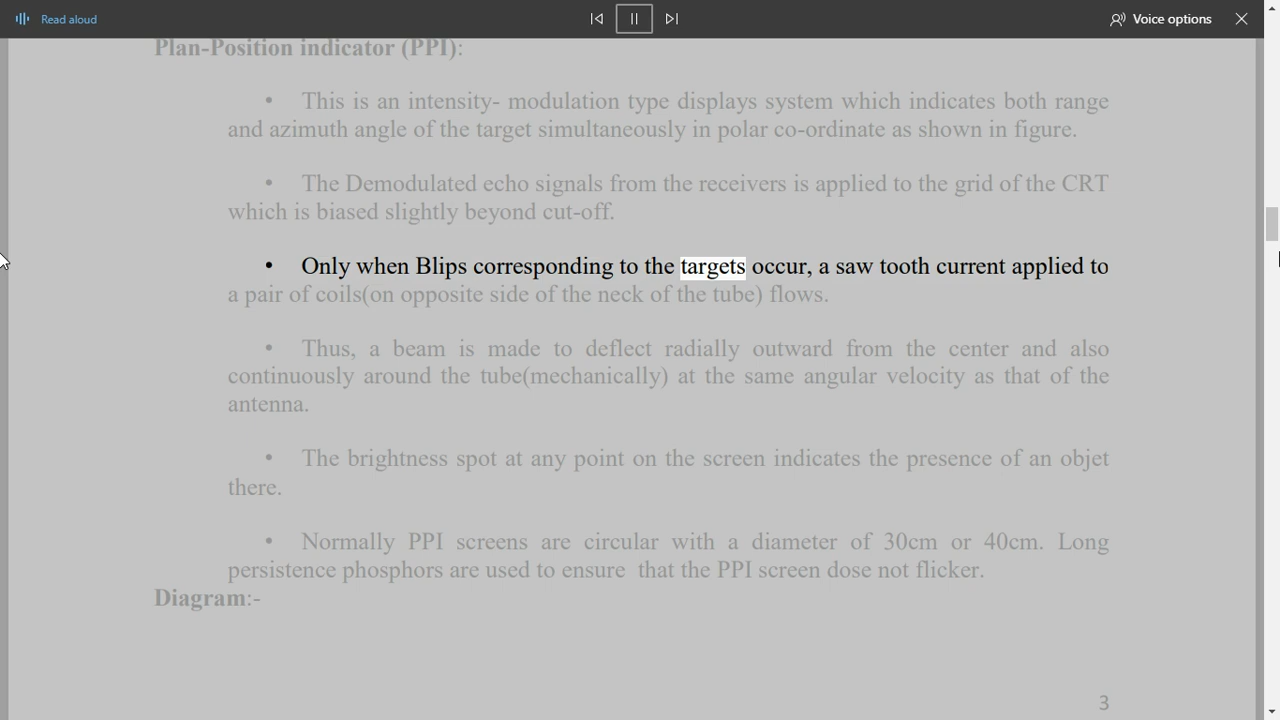 Read aloud
Voice options
Plan-Position indicator (PPI):
• This is an intensity- modulation type displays system which indicates both range
and azimuth angle of the target simultaneously in polar co-ordinate as shown in figure.
• The Demodulated echo signals from the receivers is applied to the grid of the CRT
which is biased slightly beyond cut-off.
• Only when Blips corresponding to the targets occur, a saw tooth current applied to
a pair of coils(on opposite side of the neck of the tube) flows.
• Thus, a beam is made to deflect radially outward from the center and also
continuously around the tube(mechanically) at the same angular velocity as that of the
antenna.
• The brightness spot at any point on the screen indicates the presence of an objet
there.
• Normally PPI screens are circular with a diameter of 30cm or 40cm. Long
persistence phosphors are used to ensure that the PPI screen dose not flicker.
Diagram:-
3